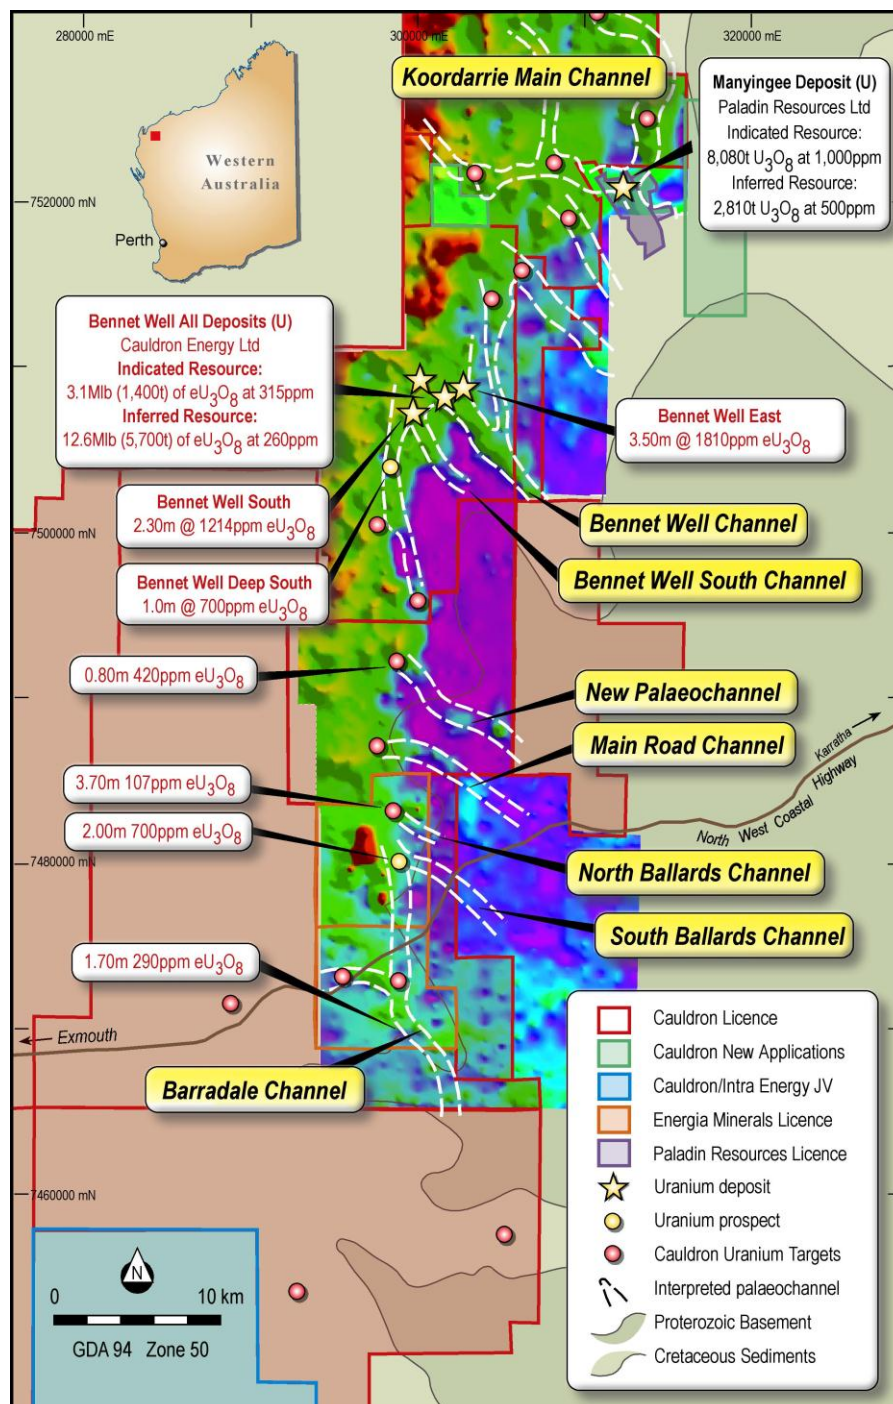 280000 mE
300000 mE
320000 mE
Koordarrie Main Channel
Manyingee Deposit (U)
Paladin Resources Ltd
Indicated Resource:
8,080t U3O8 at 1,000ppm
Inferred Resource:
2,810t U3O8 at 500ppm
Western
Australia
Perth
7520000 mN
Bennet Well All Deposits (U)
Cauldron Energy Ltd
Indicated Resource:
3.1Mlb (1,400t) of eU3O8 at 315ppm
Inferred Resource:
12.6Mlb (5,700t) of eU3O8 at 260ppm
Bennet Well East
3.50m @ 1810ppm eU3O8
Bennet Well South
2.30m @ 1214ppm eU3O8
7500000 mN
Bennet Well Channel
Bennet Well South Channel
Bennet Well Deep South
1.0m @ 700ppm eU3O8
0.80m 420ppm eU3O8
New Palaeochannel
Main Road Channel
Karratha
North West Coastal Highway
3.70m 107ppm eU3O8
2.00m 700ppm eU3O8
7480000 mN
North Ballards Channel
South Ballards Channel
1.70m 290ppm eU3O8
Exmouth
Barradale Channel
7460000 mN
N
0 10 km
GDA 94 Zone 50
Cauldron Licence
Cauldron New Applications
Cauldron/Intra Energy JV
Energia Minerals Licence
Paladin Resources Licence
Uranium deposit
Uranium prospect
Cauldron Uranium Targets
Interpreted palaeochannel
Proterozoic Basement
Cretaceous Sediments